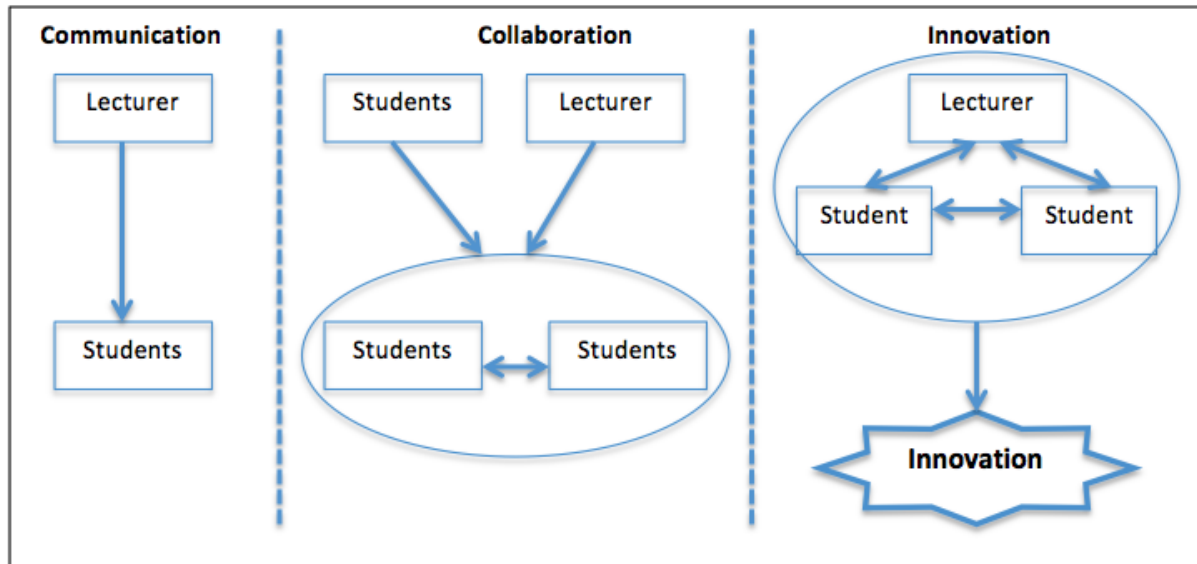 Communication
Lecturer
Students
Collaboration
Students
Lecturer
Students
Students
Innovation
Lecturer
Student
Student
Innovation